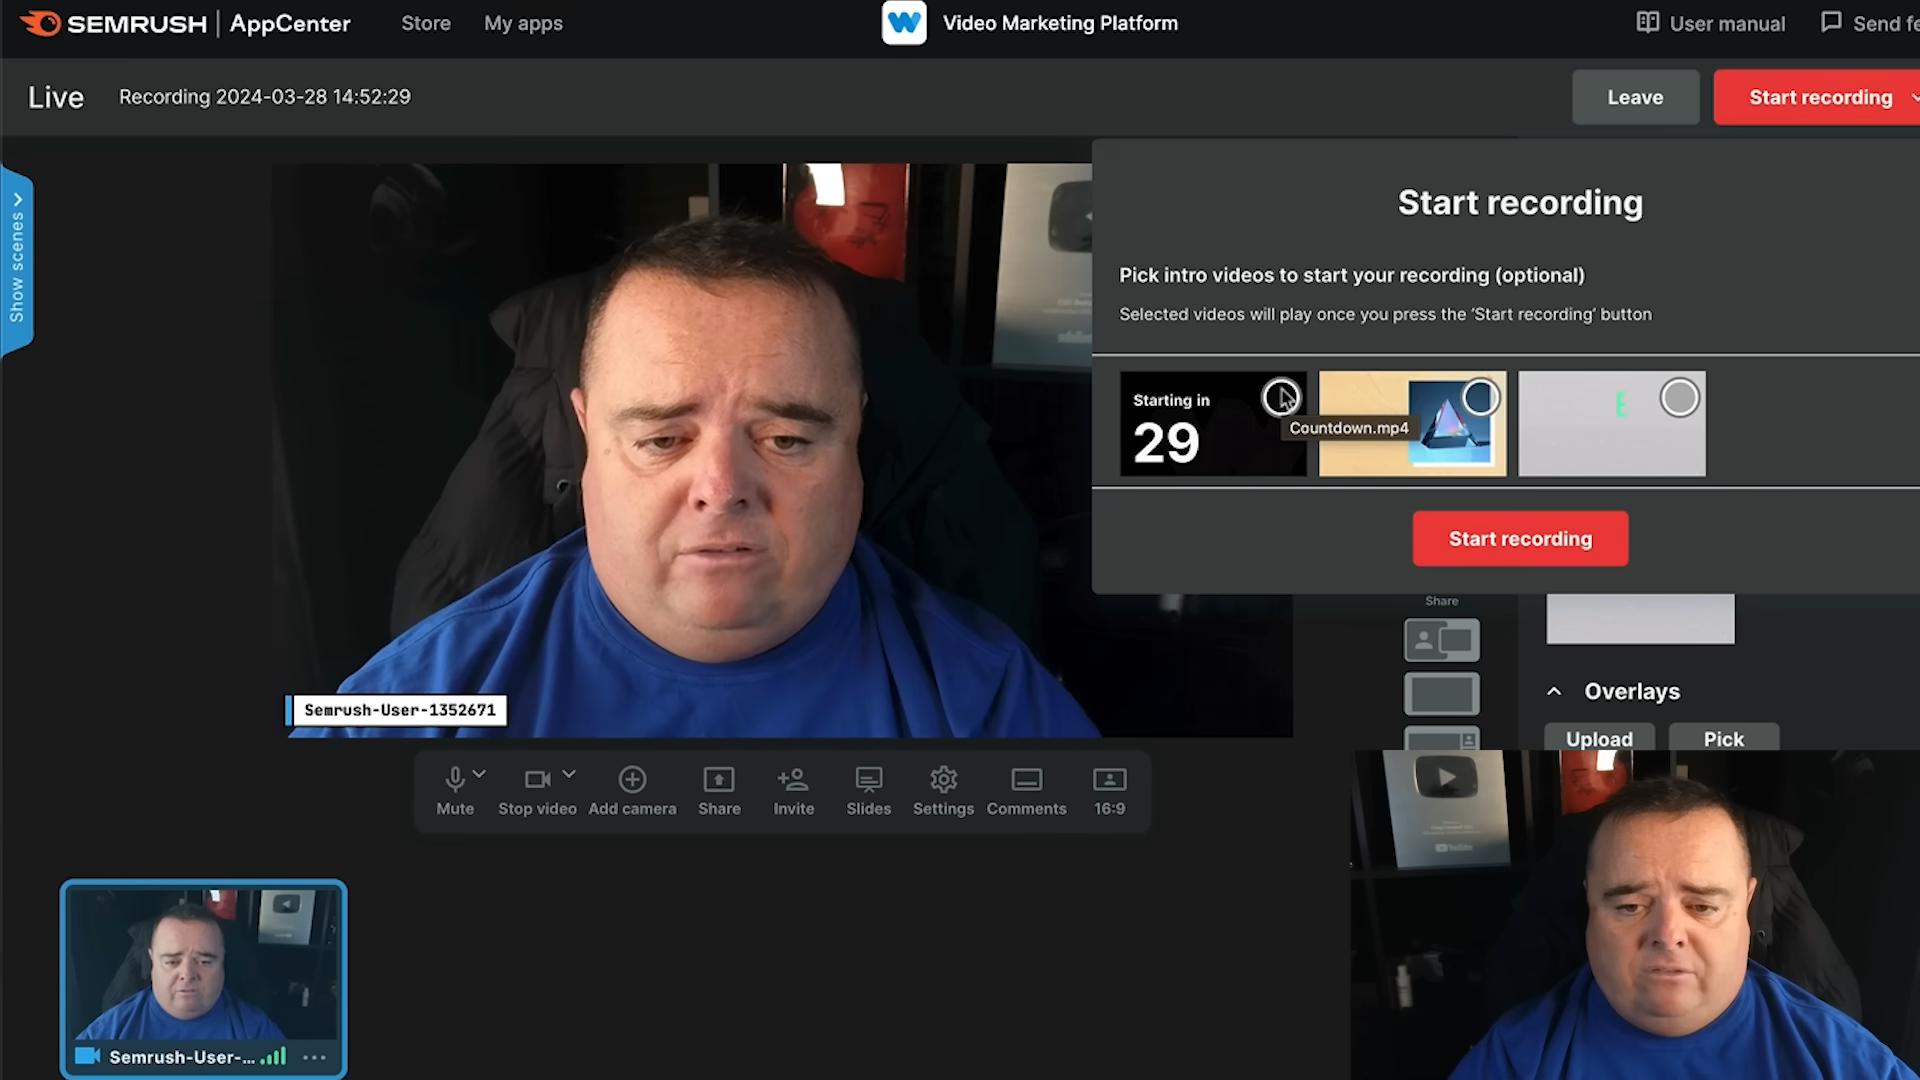 SEMRUSH | AppCenter
Store
My apps
Video Marketing Platform
User manual
Send fe
Live
Recording 2024-03-28 14:52:29
Leave
Start recording
Show scenes
Start recording
Pick intro videos to start your recording (optional)
Selected videos will play once you press the ‘Start recording’ button
Starting in
29
Countdown.mp4
Start recording
Share
Overlays
Upload
Pick
Semrush-User-1352671
Mute
Stop video
Add camera
Share
Invite
Slides
Settings
Comments
16:9
YouTube
Semrush-User-...